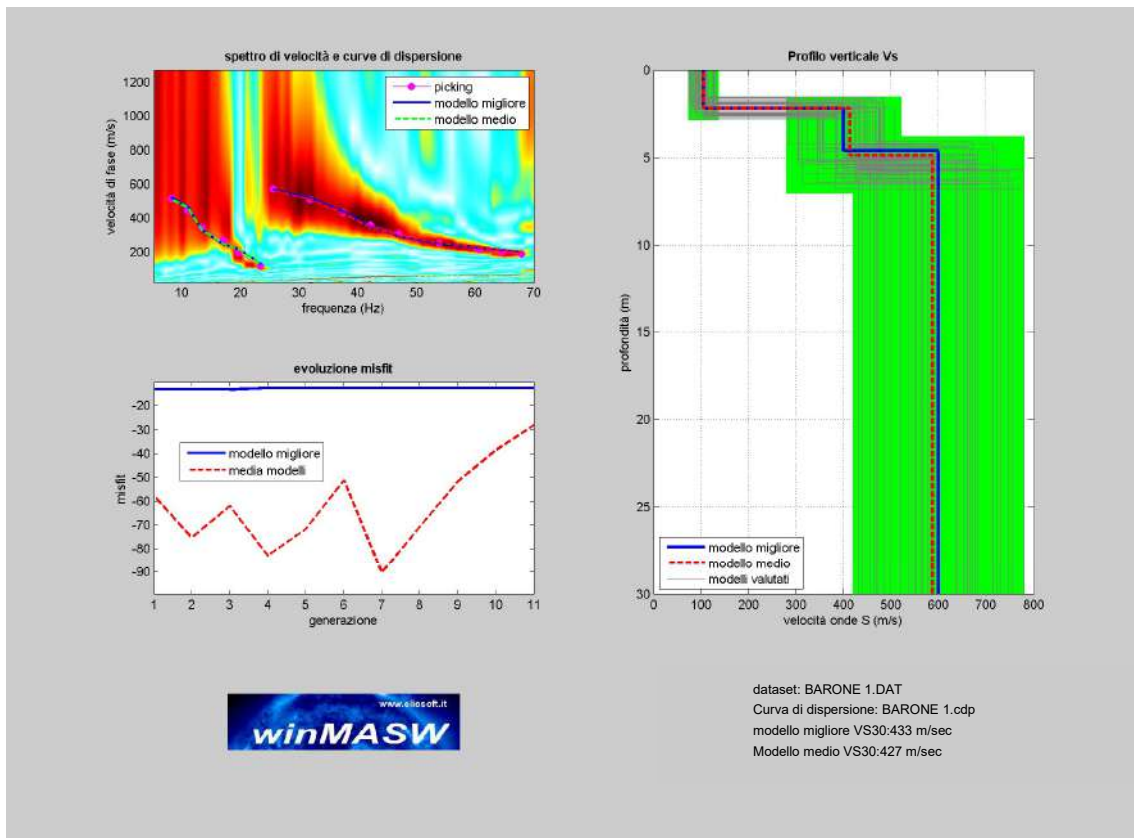 spettro di velocità e curve di dispersione
velocità di fase (m/s)
1200
1000
800
600
400
200
picking
modello migliore
modello medio
10 20 30 40 50 60 70
frequenza (Hz)
evoluzione misfit
misfit
-20
-30
-40
-50
-60
-70
-80
-90
modello migliore
media modelli
1 2 3 4 5 6 7 8 9 10 11
generazione
Profilo verticale Vs
profondità (m)
0
5
10
15
20
25
30
modello migliore
modello medio
modelli valutati
0 100 200 300 400 500 600 700 800
velocità onde S (m/s)
www.eliosoft.it
winMASW
dataset: BARONE 1.DAT
Curva di dispersione: BARONE 1.cdp
modello migliore VS30:433 m/sec
Modello medio VS30:427 m/sec